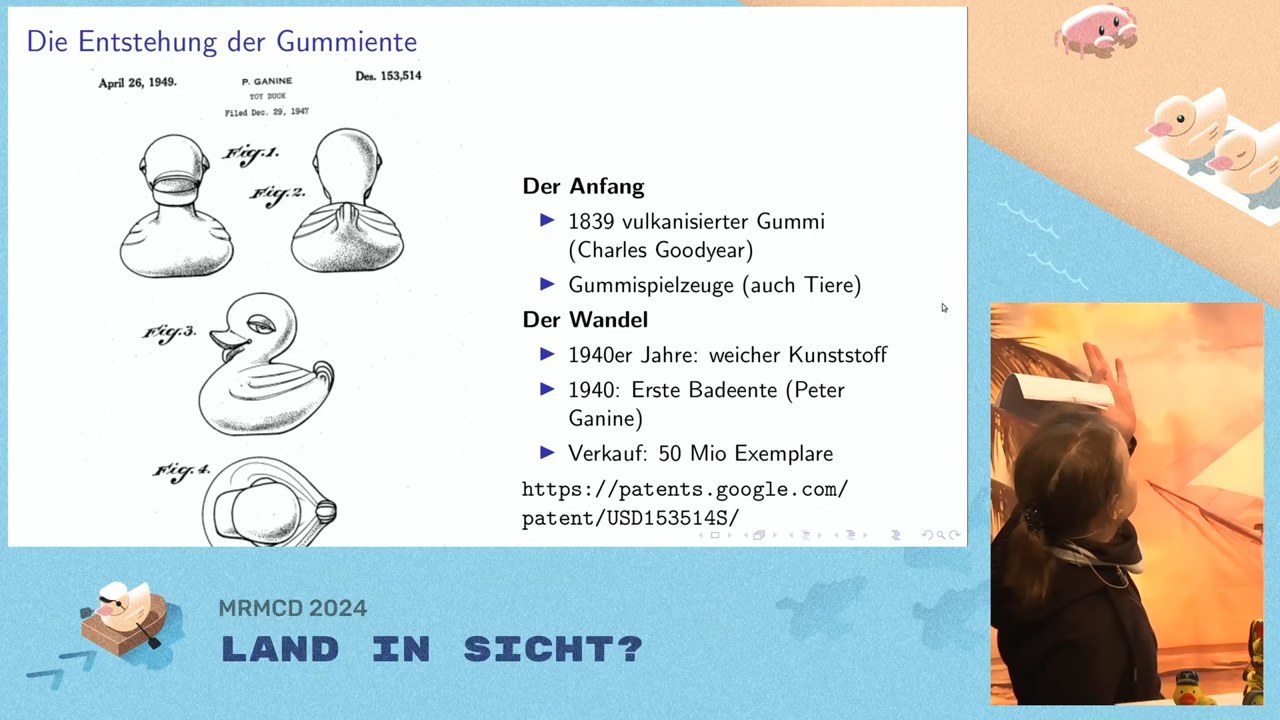 Die Entstehung der Gummiente
April 26, 1949.
P. GANINE
Des. 153,514
TOY DUCK
Filed Dec. 29, 1947
Fig.1.
Fig.2.
Fig.3.
Fig.4.
Der Anfang
1839 vulkanisierter Gummi
(Charles Goodyear)
Gummispielzeuge (auch Tiere)
Der Wandel
1940er Jahre: weicher Kunststoff
1940: Erste Badeente (Peter
Ganine)
Verkauf: 50 Mio Exemplare
https://patents.google.com/
patent/USD153514S/
MRMCD 2024
LAND IN SICHT?